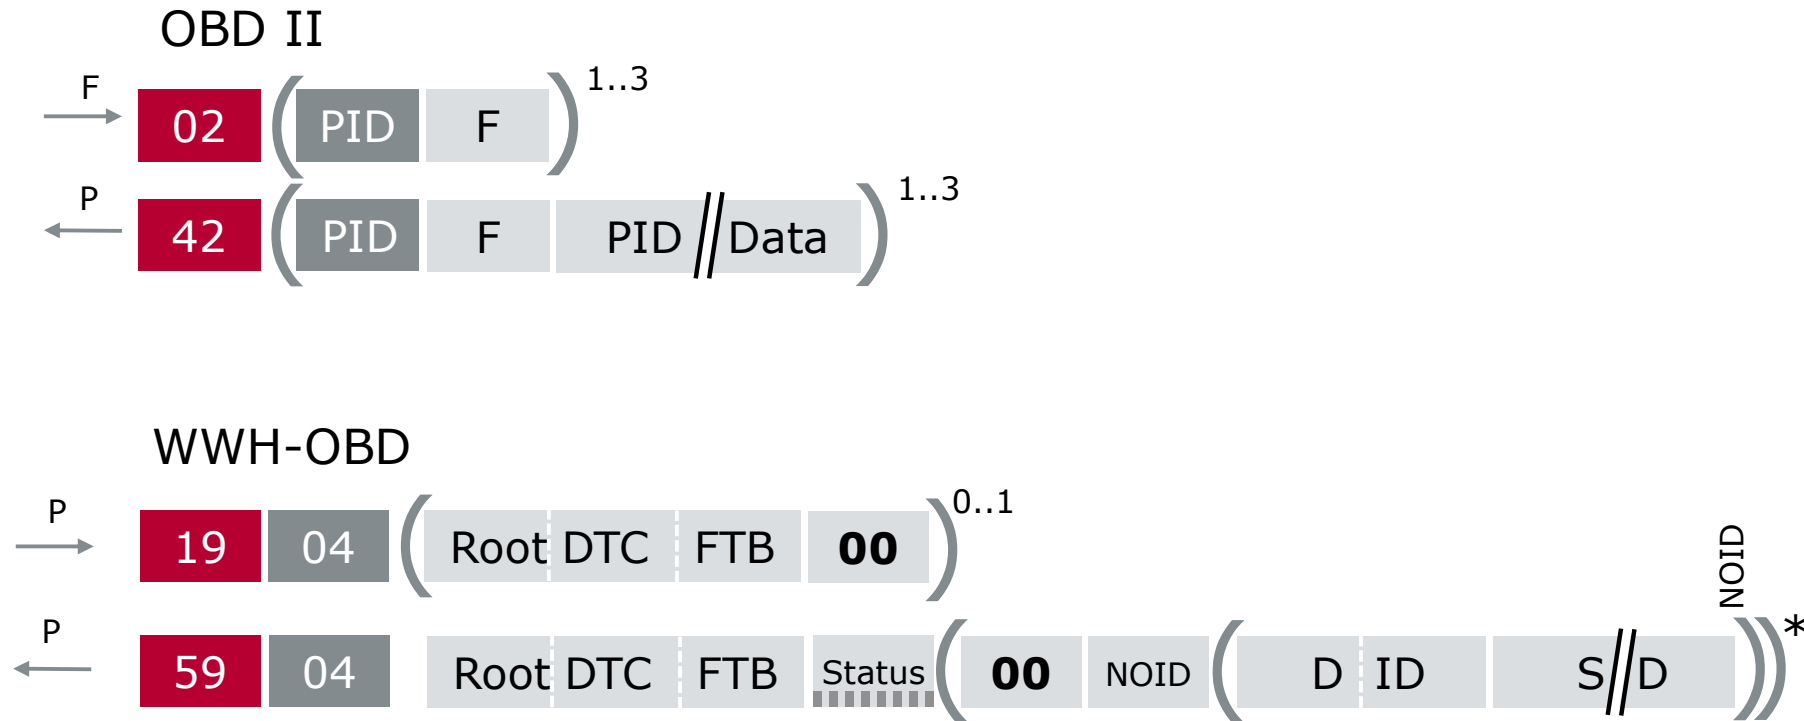 OBD II
F
02 ( PID F ) 1..3
P
42 ( PID F PID // Data ) 1..3
WWH-OBD
P
19 04 ( Root DTC FTB 00 ) 0..1
NOID
P
59 04 Root DTC FTB Status ( 00 NOID ( D ID S // D ) ) *